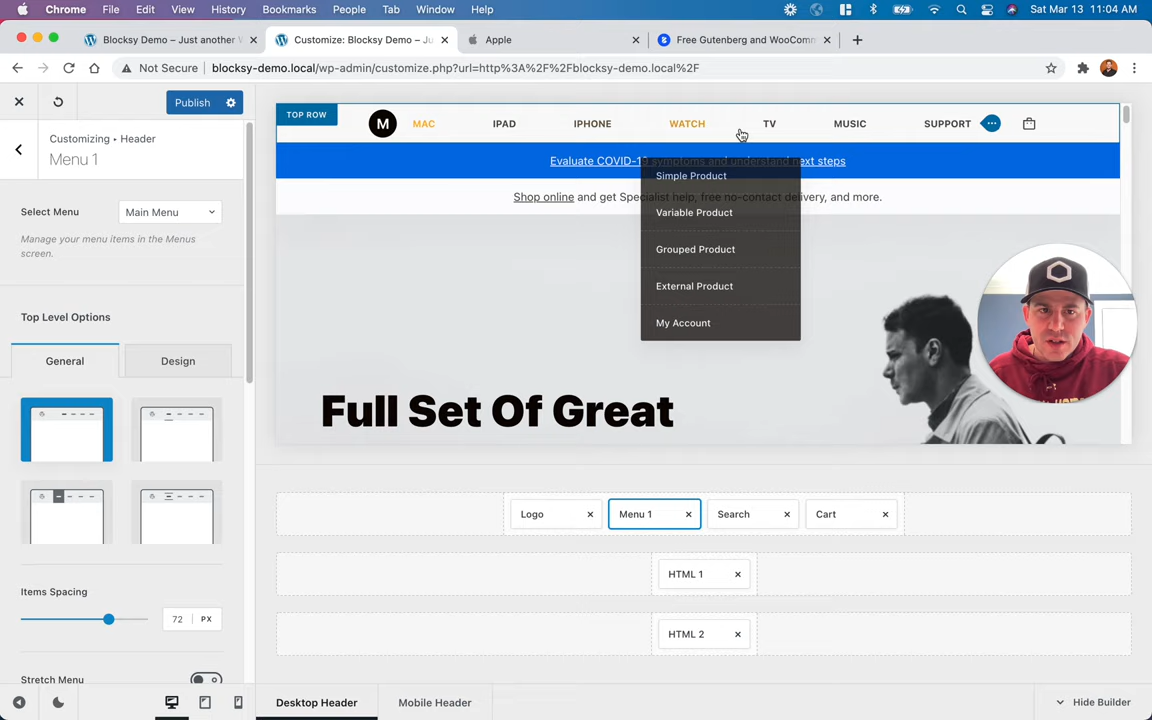 Chrome File Edit View History Bookmarks People Tab Window Help Sat Mar 13 11:04 AM
Blocksy Demo – Just another W
Customize: Blocksy Demo – Ju
Apple
Free Gutenberg and WooComm
Not Secure blocksy-demo.local/wp-admin/customize.php?url=http%3A%2F%2Fblocksy-demo.local%2F
Publish
Customizing • Header
Menu 1
Select Menu Main Menu
Manage your menu items in the Menus
screen.
Top Level Options
General Design
Items Spacing
72 PX
Stretch Menu
TOP ROW
M MAC IPAD IPHONE WATCH TV MUSIC SUPPORT
Evaluate COVID-19 symptoms and understand next steps
Shop online and get Specialist help, free no-contact delivery, and more.
Simple Product
Variable Product
Grouped Product
External Product
My Account
Full Set Of Great
Logo Menu 1 Search Cart
HTML 1
HTML 2
Desktop Header Mobile Header Hide Builder